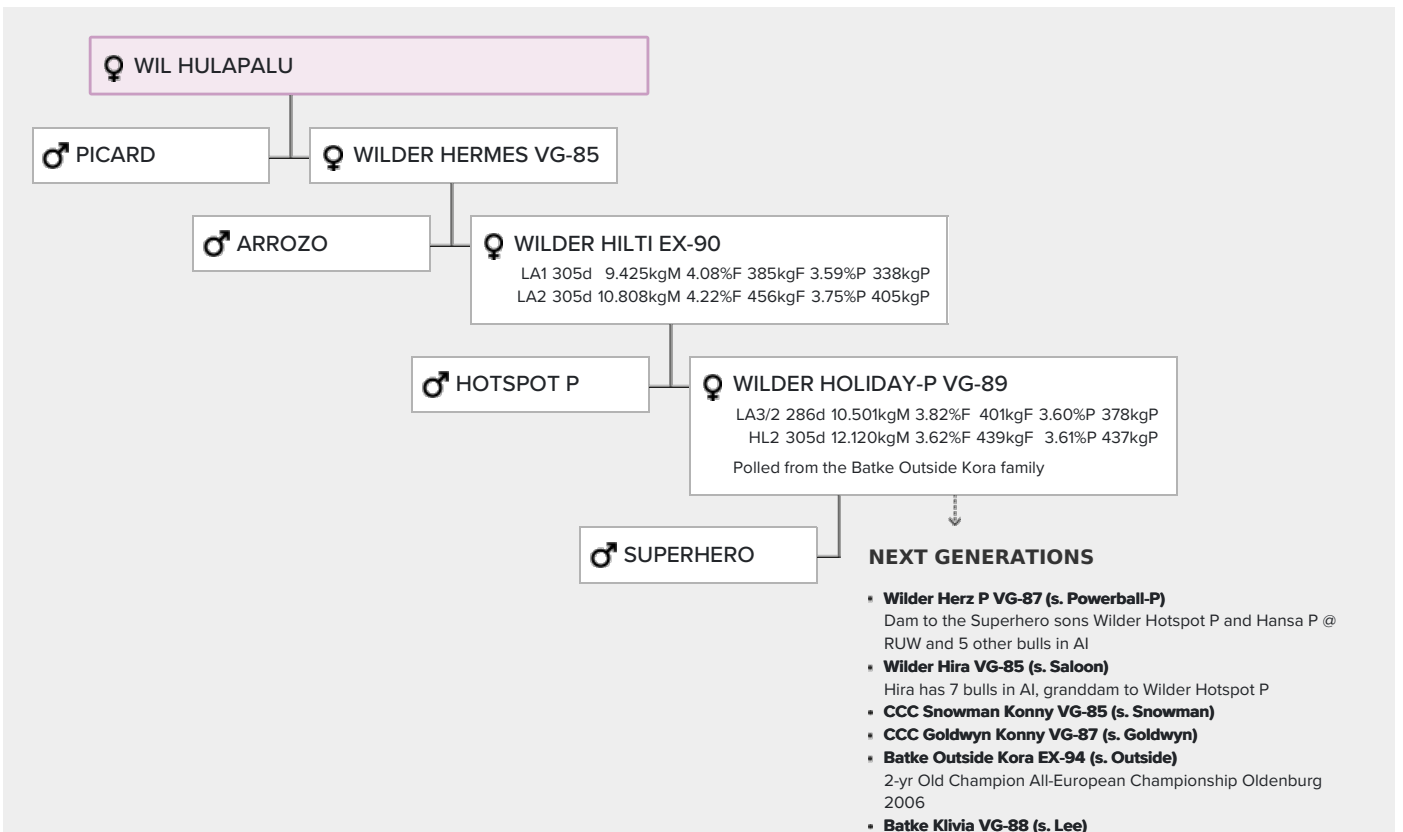 WIL HULAPALU
PICARD
WILDER HERMES VG-85
ARROZO
WILDER HILTI EX-90
LA1 305d 9.425kgM 4.08%F 385kgF 3.59%P 338kgP
LA2 305d 10.808kgM 4.22%F 456kgF 3.75%P 405kgP
HOTSPOT P
WILDER HOLIDAY-P VG-89
LA3/2 286d 10.501kgM 3.82%F 401kgF 3.60%P 378kgP
HL2 305d 12.120kgM 3.62%F 439kgF 3.61%P 437kgP
Polled from the Batke Outside Kora family
SUPERHERO
NEXT GENERATIONS
Wilder Herz P VG-87 (s. Powerball-P)
Dam to the Superhero sons Wilder Hotspot P and Hansa P @
RUW and 5 other bulls in AI
Wilder Hira VG-85 (s. Saloon)
Hira has 7 bulls in AI, granddam to Wilder Hotspot P
CCC Snowman Konny VG-85 (s. Snowman)
CCC Goldwyn Konny VG-87 (s. Goldwyn)
Batke Outside Kora EX-94 (s. Outside)
2-yr Old Champion All-European Championship Oldenburg
2006
Batke Klivia VG-88 (s. Lee)